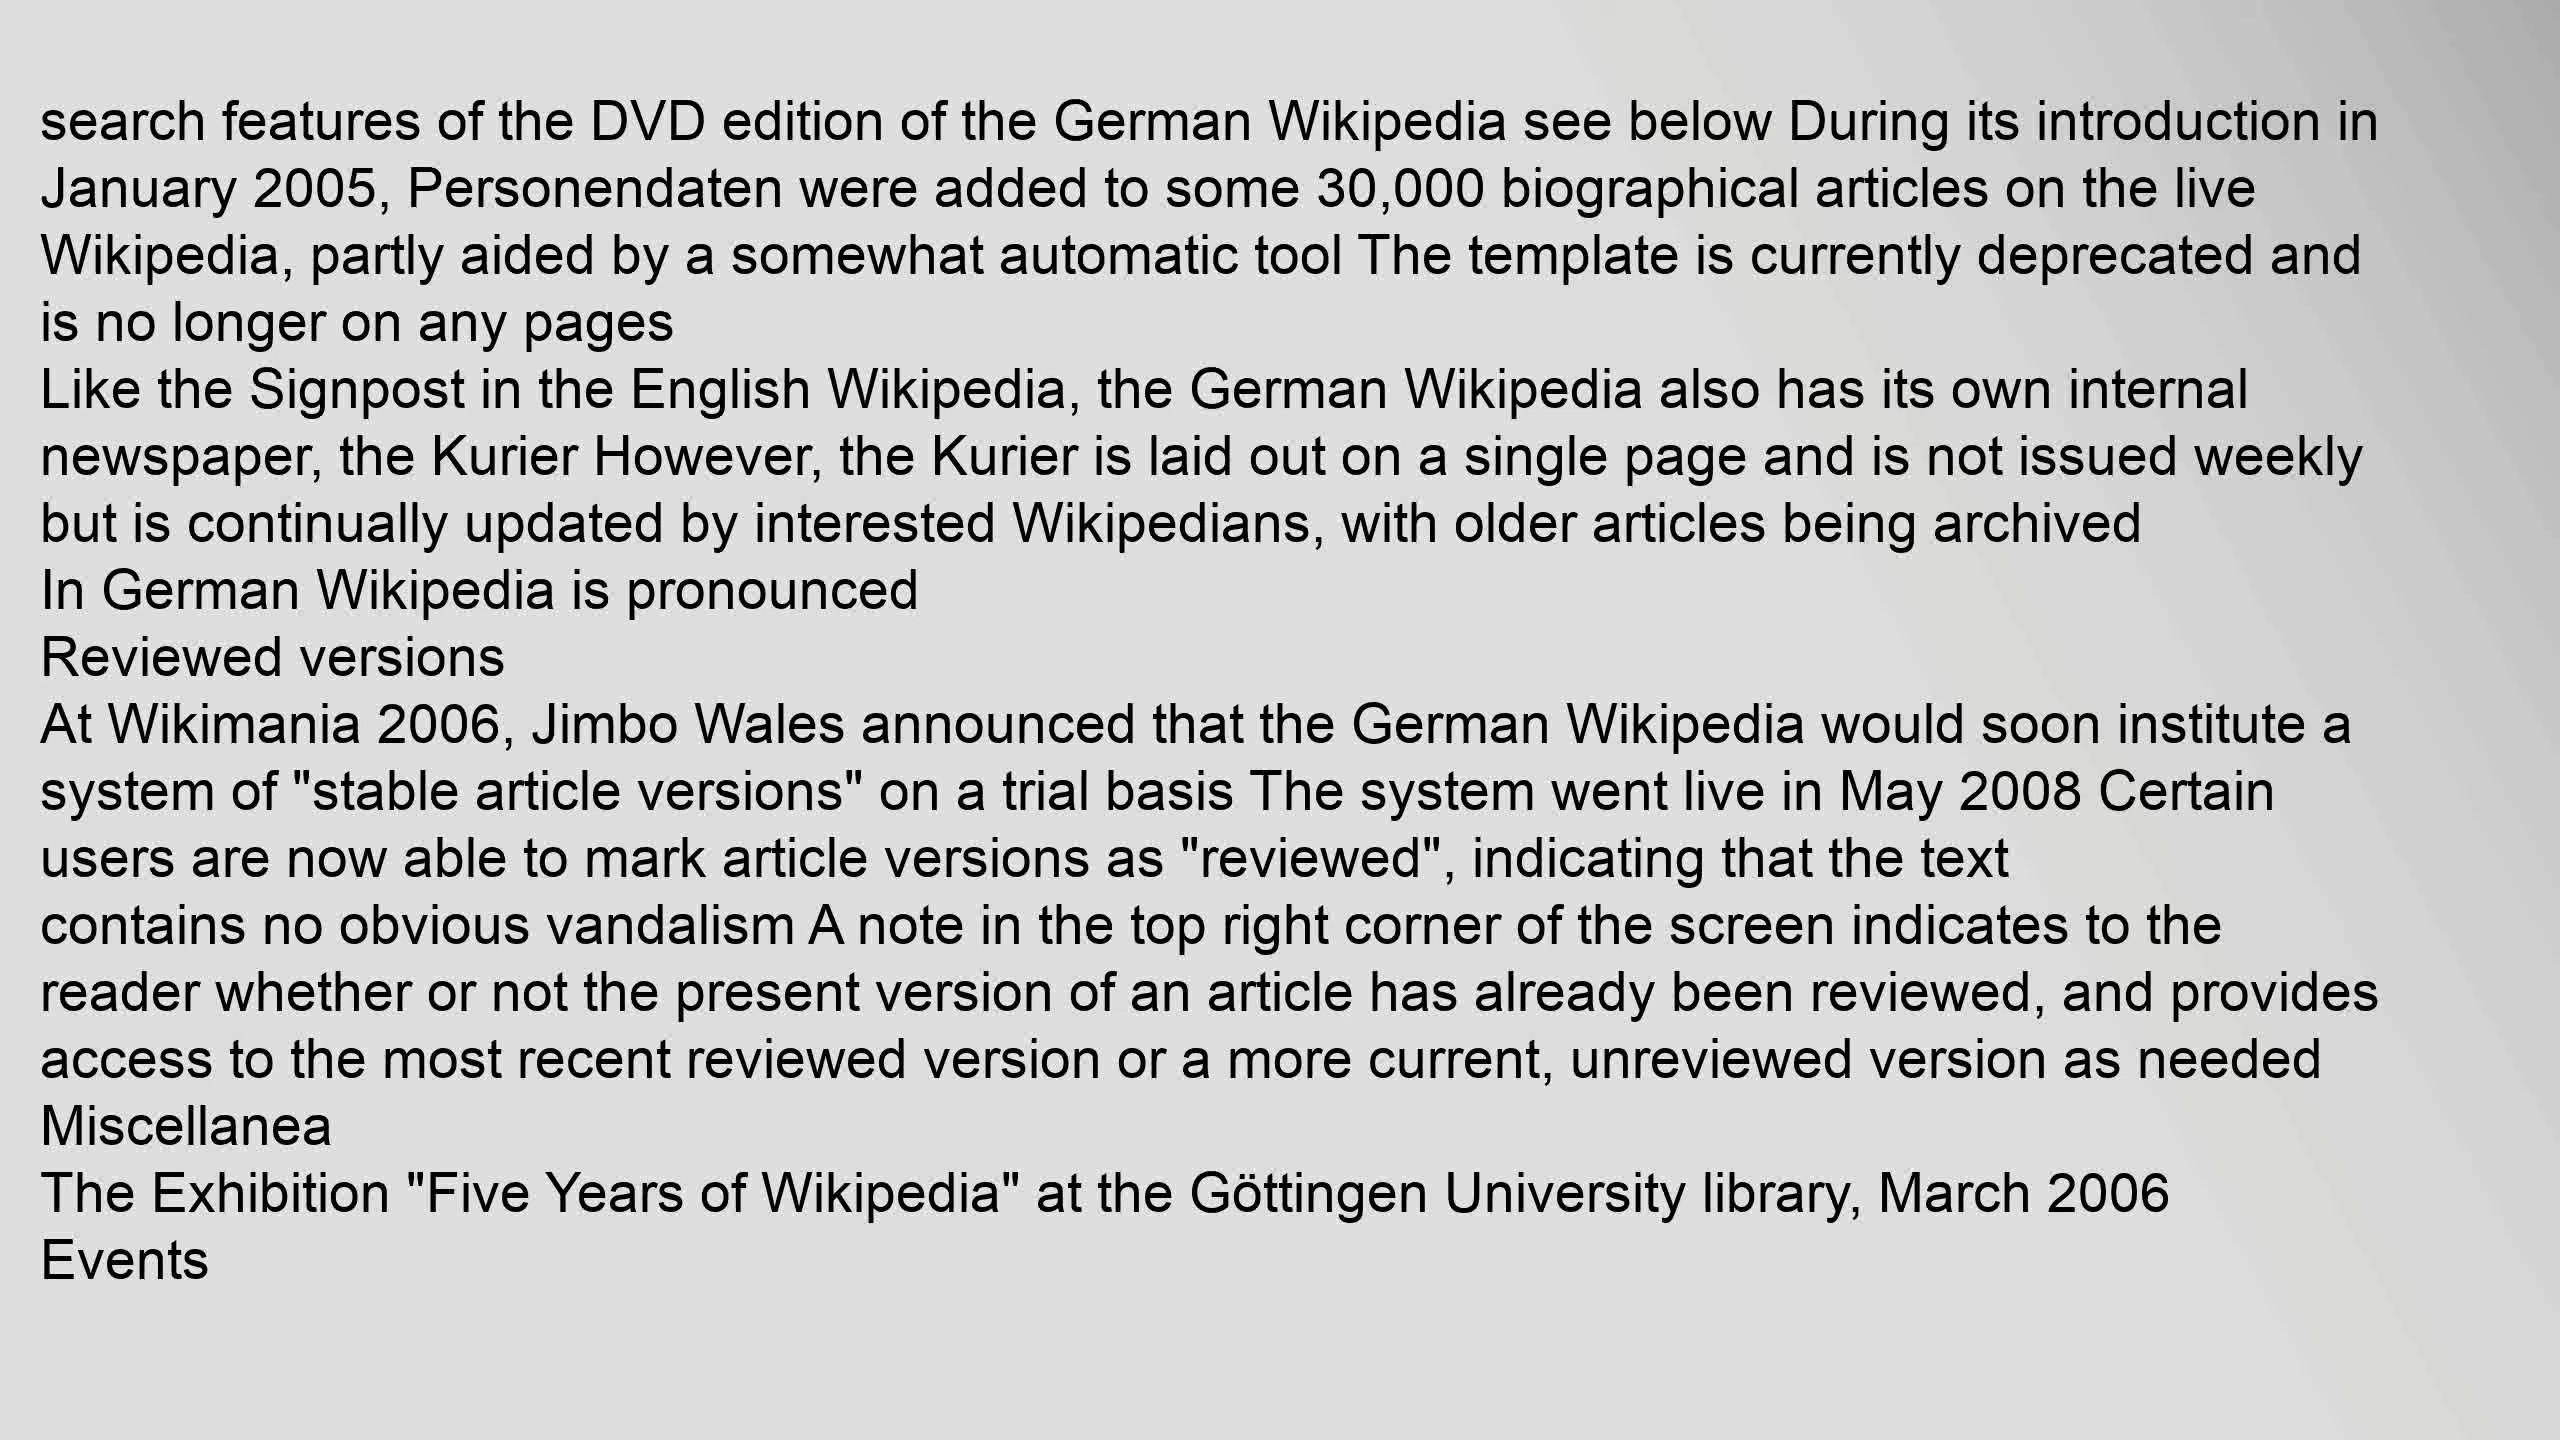 search features of the DVD edition of the German Wikipedia see below During its introduction in
January 2005, Personendaten were added to some 30,000 biographical articles on the live
Wikipedia, partly aided by a somewhat automatic tool The template is currently deprecated and
is no longer on any pages
Like the Signpost in the English Wikipedia, the German Wikipedia also has its own internal
newspaper, the Kurier However, the Kurier is laid out on a single page and is not issued weekly
but is continually updated by interested Wikipedians, with older articles being archived
In German Wikipedia is pronounced
Reviewed versions
At Wikimania 2006, Jimbo Wales announced that the German Wikipedia would soon institute a
system of "stable article versions" on a trial basis The system went live in May 2008 Certain
users are now able to mark article versions as "reviewed", indicating that the text
contains no obvious vandalism A note in the top right corner of the screen indicates to the
reader whether or not the present version of an article has already been reviewed, and provides
access to the most recent reviewed version or a more current, unreviewed version as needed
Miscellanea
The Exhibition "Five Years of Wikipedia" at the Göttingen University library, March 2006
Events